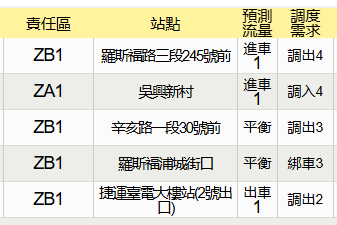 責任區 站點 預測流量 調度需求
ZB1 羅斯福路三段245號前 進車1 調出4
ZA1 吳興新村 進車1 調入4
ZB1 辛亥路一段30號前 平衡 調出3
ZB1 羅斯福浦城街口 平衡 綁車3
ZB1 捷運臺電大樓站(2號出口) 出車1 調出2